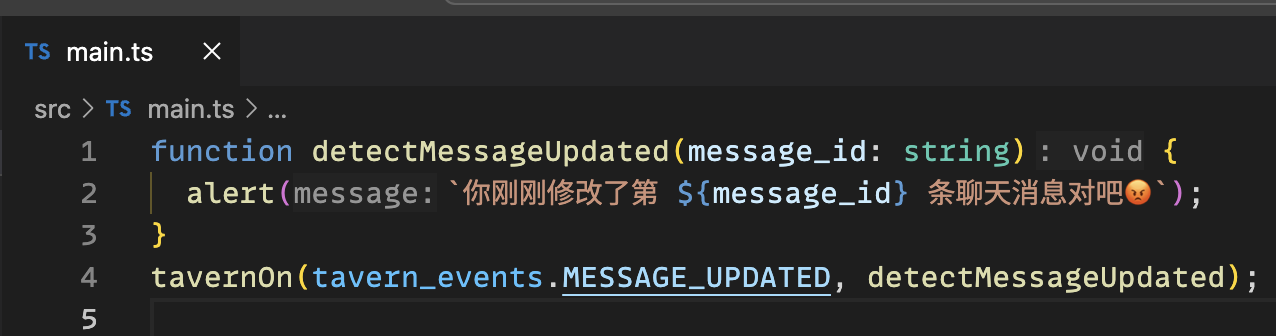 TS main.ts ×
src > TS main.ts > ...
1 function detectMessageUpdated(message_id: string) : void {
2 alert(message: `你刚刚修改了第 ${message_id} 条聊天消息对吧😡`);
3 }
4 tavernOn(tavern_events.MESSAGE_UPDATED, detectMessageUpdated);
5